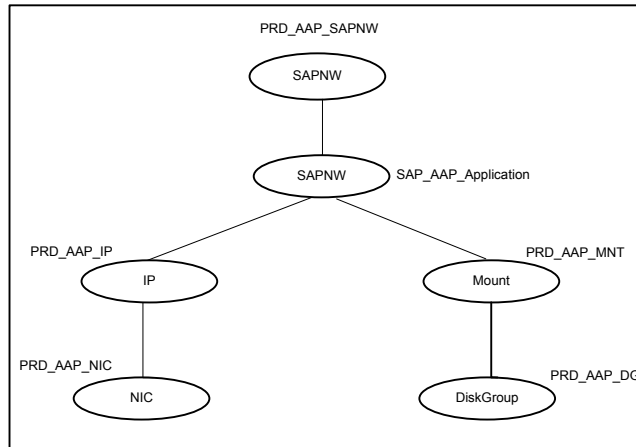 PRD_AAP_SAPNW
SAPNW
SAPNW
SAP_AAP_Application
PRD_AAP_IP
PRD_AAP_MNT
IP
Mount
PRD_AAP_NIC
PRD_AAP_DG
NIC
DiskGroup